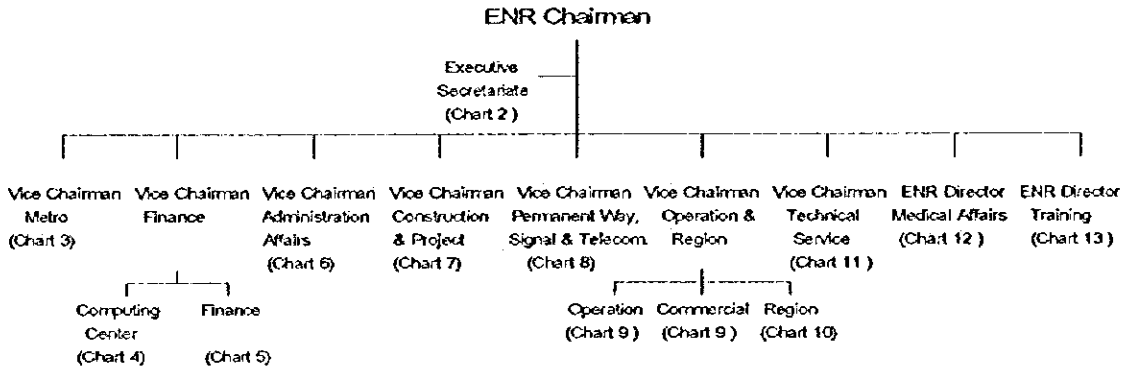 ENR Chairman
Executive
Secretariate
(Chart 2 )
Vice Chairman
Metro
(Chart 3)
Vice Chairman
Finance
Vice Chairman
Administration
Affairs
(Chart 6)
Vice Chairman
Construction
& Project
(Chart 7)
Vice Chairman
Permanent Way,
Signal & Telecom.
(Chart 8)
Vice Chairman
Operation &
Region
Vice Chairman
Technical
Service
(Chart 11 )
ENR Director
Medical Affairs
(Chart 12 )
ENR Director
Training
(Chart 13 )
Computing
Center
(Chart 4)
Finance
(Chart 5)
Operation
(Chart 9 )
Commercial
(Chart 9 )
Region
(Chart 10)